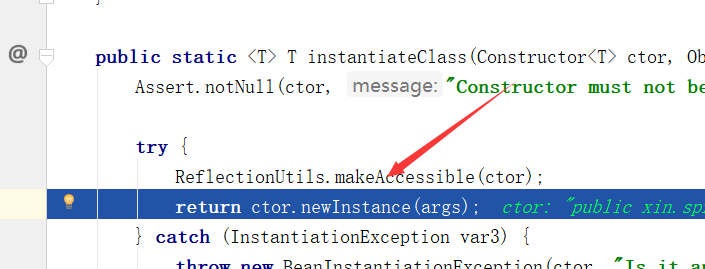 }
@
public static <T> T instantiateClass(Constructor<T> ctor, Ob
Assert.notNull(ctor, message: "Constructor must not be
try {
ReflectionUtils.makeAccessible(ctor);
return ctor.newInstance(args); ctor: "public xin.sp
} catch (InstantiationException var3) {
throw new BeanInstantiationException(ctor, "Is it a